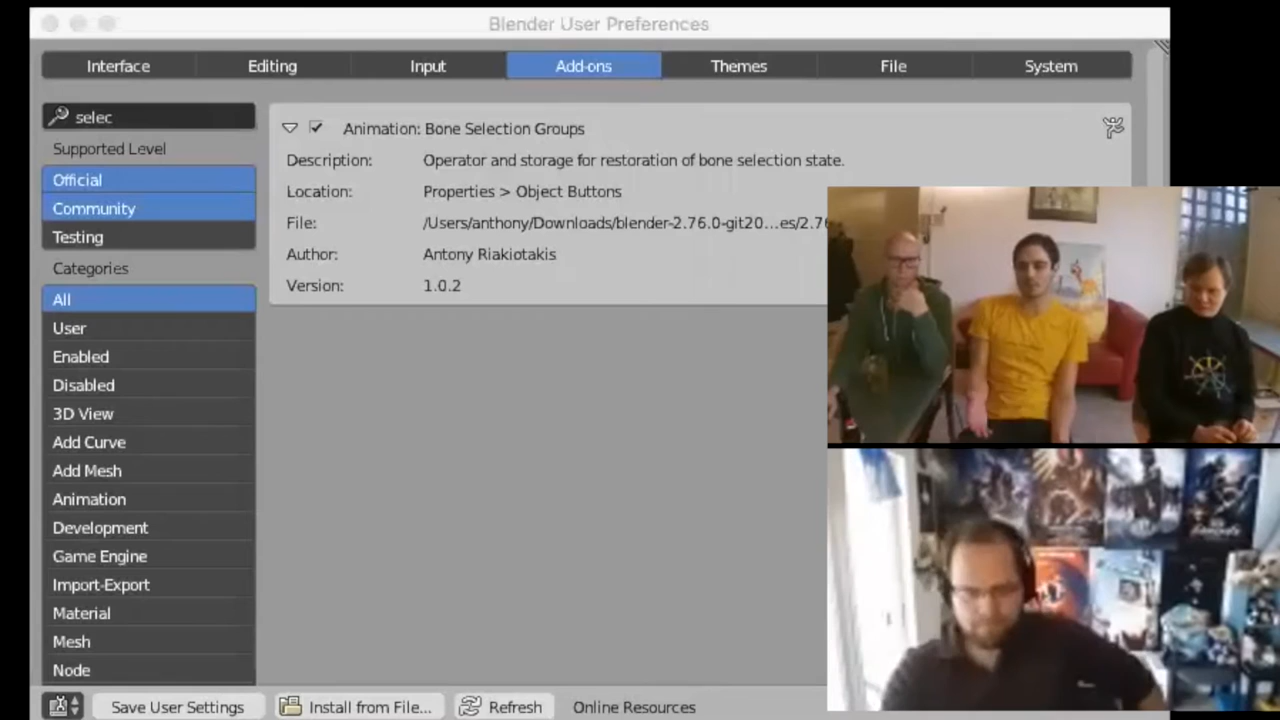 Blender User Preferences
Interface Editing Input Add-ons Themes File System
selec
Supported Level
Official
Community
Testing
Categories
All
User
Enabled
Disabled
3D View
Add Curve
Add Mesh
Animation
Development
Game Engine
Import-Export
Material
Mesh
Node
Animation: Bone Selection Groups
Description: Operator and storage for restoration of bone selection state.
Location: Properties > Object Buttons
File: /Users/anthony/Downloads/blender-2.76.0-git20...es/2.76
Author: Antony Riakiotakis
Version: 1.0.2
Save User Settings Install from File... Refresh Online Resources